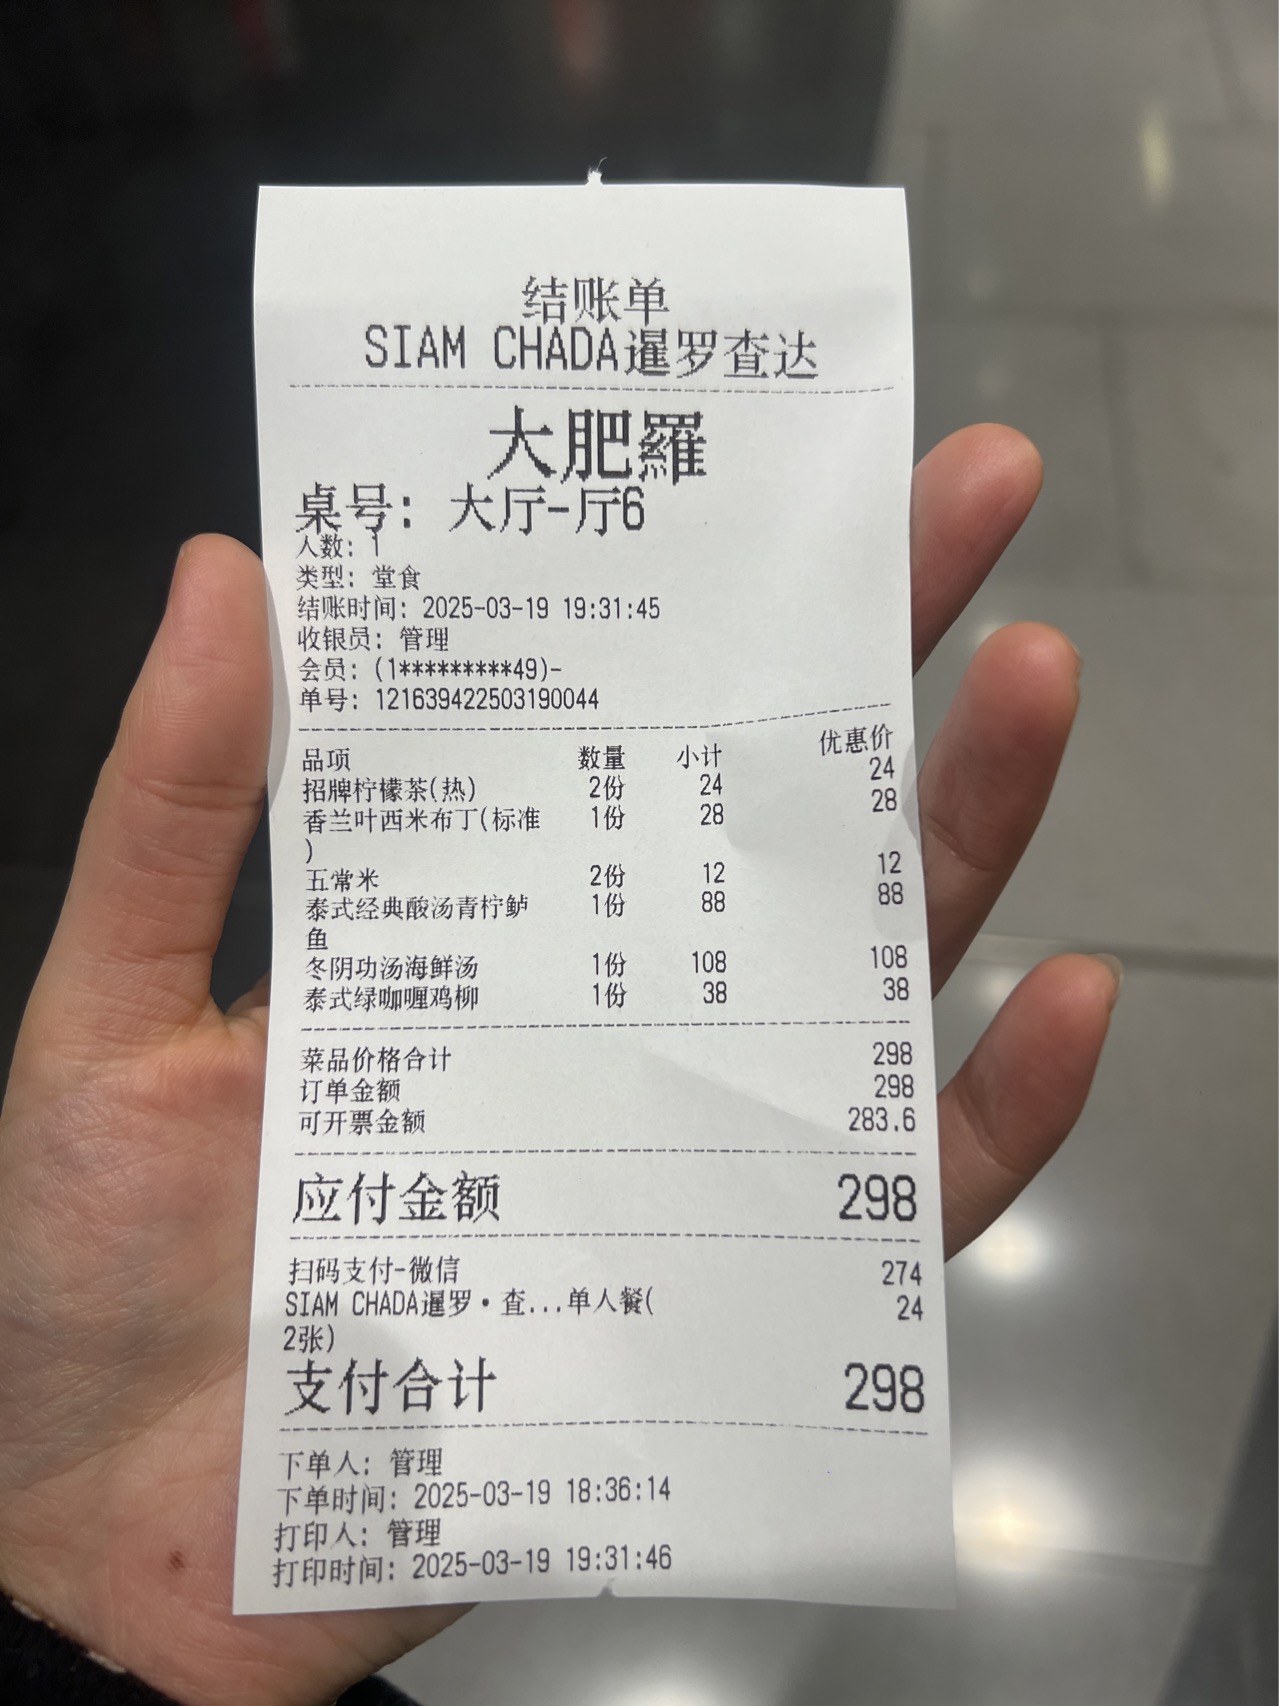 结账单
SIAM CHADA暹罗查达
大肥羅
桌号: 大厅-厅6
人数: 1
类型: 堂食
结账时间: 2025-03-19 19:31:45
收银员: 管理
会员: (1*********49)-
单号: 121639422503190044
品项 数量 小计 优惠价
招牌柠檬茶(热) 2份 24 24
香兰叶西米布丁(标准 1份 28 28
)
五常米 2份 12 12
泰式经典酸汤青柠鲈 1份 88 88
鱼
冬阴功汤海鲜汤 1份 108 108
泰式绿咖喱鸡柳 1份 38 38
菜品价格合计 298
订单金额 298
可开票金额 283.6
应付金额 298
扫码支付-微信 274
SIAM CHADA暹罗·查...单人餐( 24
2张)
支付合计 298
下单人: 管理
下单时间: 2025-03-19 18:36:14
打印人: 管理
打印时间: 2025-03-19 19:31:46